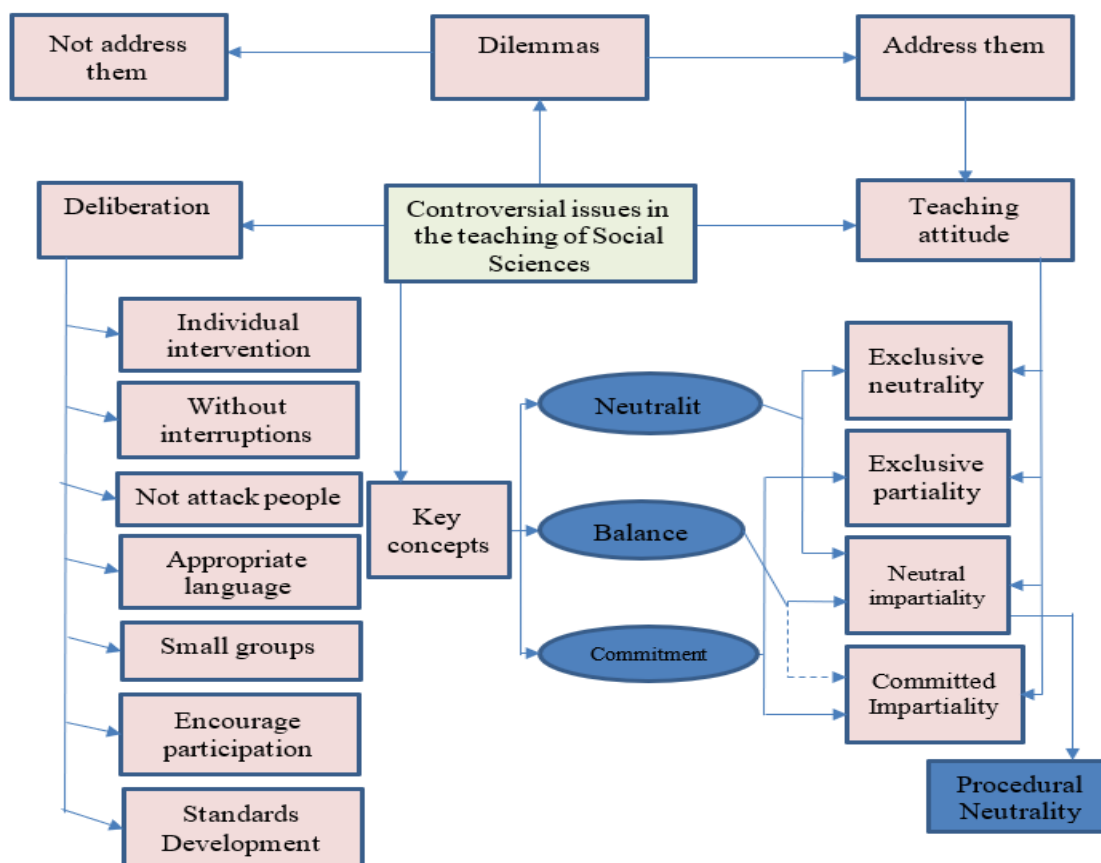 Not address
them
Dilemmas
Address them
Deliberation
Controversial issues in
the teaching of Social
Sciences
Teaching
attitude
Individual
intervention
Without
interruptions
Not attack people
Appropriate
language
Small groups
Encourage
participation
Standards
Development
Key
concepts
Neutralit
Balance
Commitment
Exclusive
neutrality
Exclusive
partiality
Neutral
impartiality
Committed
Impartiality
Procedural
Neutrality